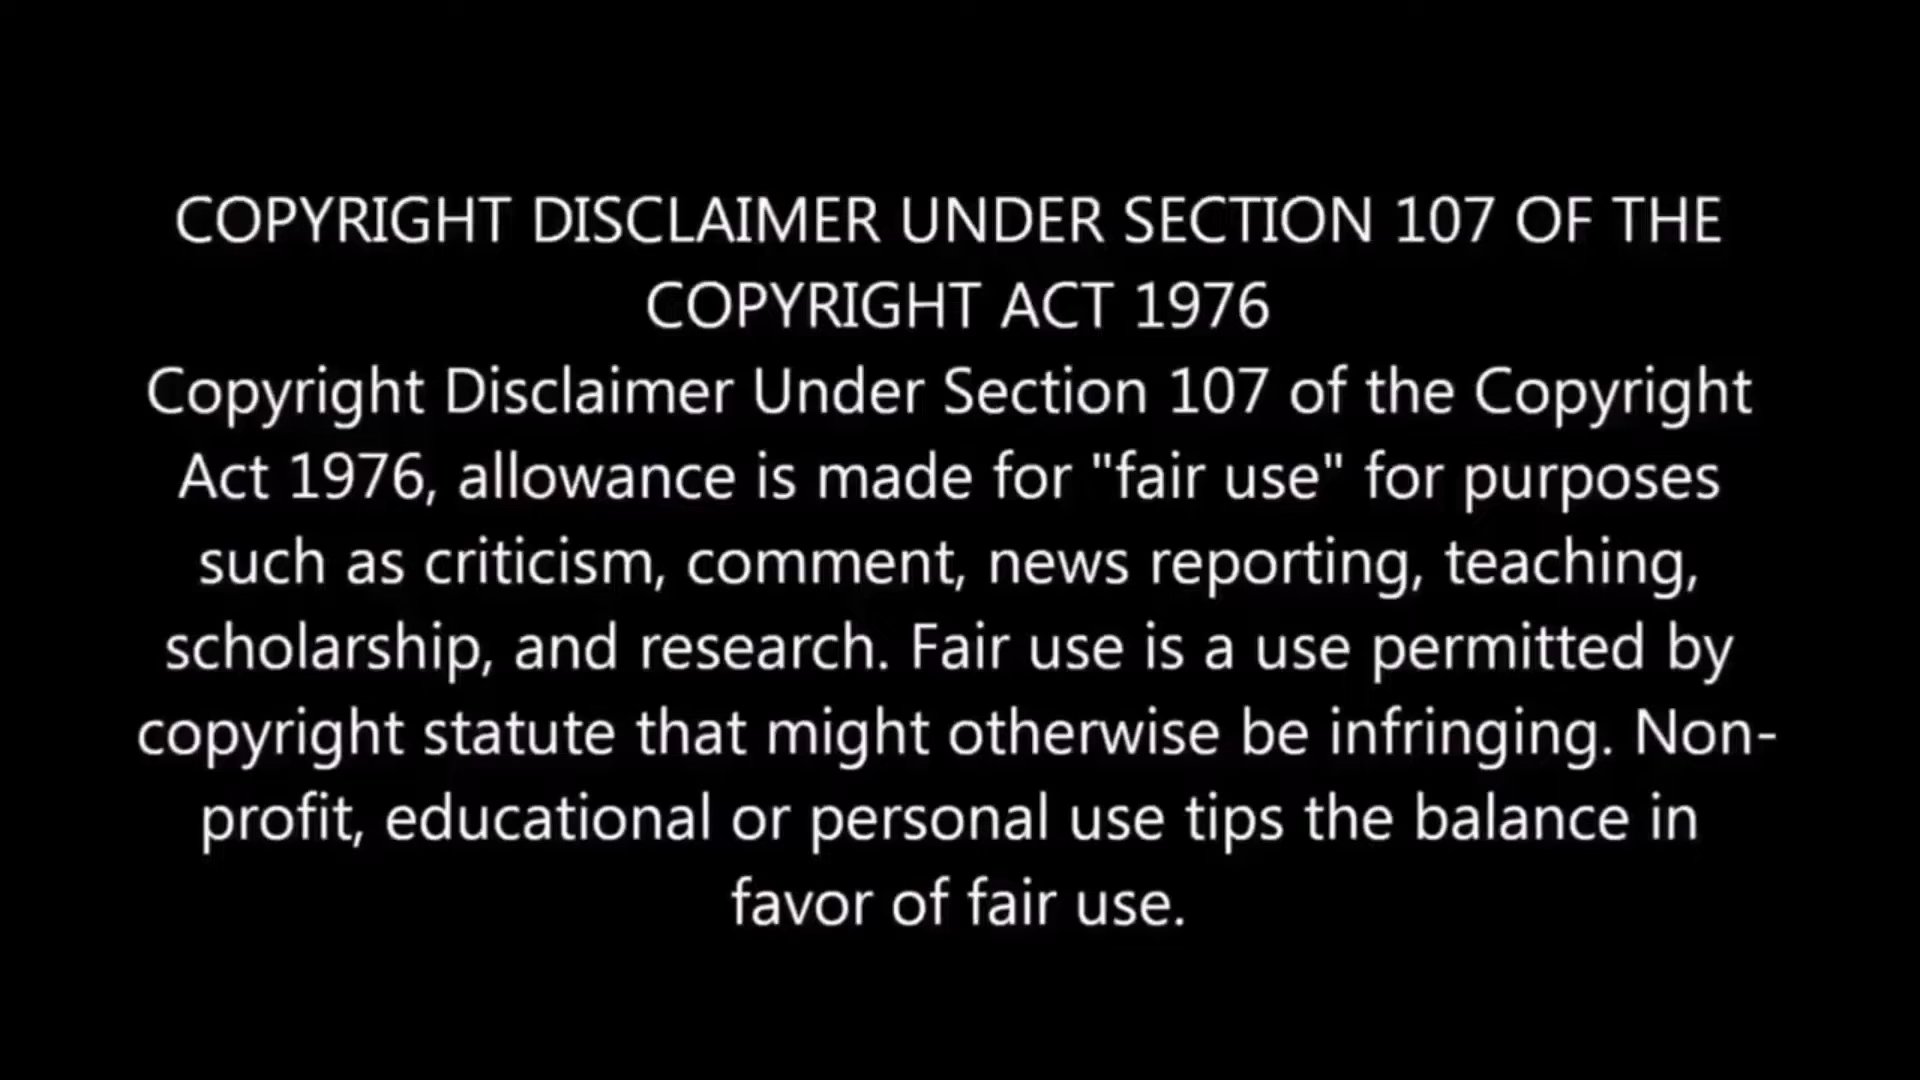 COPYRIGHT DISCLAIMER UNDER SECTION 107 OF THE
COPYRIGHT ACT 1976
Copyright Disclaimer Under Section 107 of the Copyright
Act 1976, allowance is made for "fair use" for purposes
such as criticism, comment, news reporting, teaching,
scholarship, and research. Fair use is a use permitted by
copyright statute that might otherwise be infringing. Non-
profit, educational or personal use tips the balance in
favor of fair use.